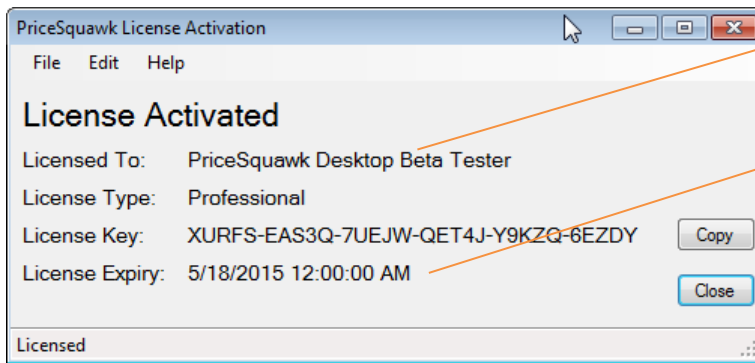 PriceSquawk License Activation
File Edit Help
License Activated
Licensed To: PriceSquawk Desktop Beta Tester
License Type: Professional
License Key: XURFS-EAS3Q-7UEJW-QET4J-Y9KZQ-6EZDY
Copy
License Expiry: 5/18/2015 12:00:00 AM
Close
Licensed